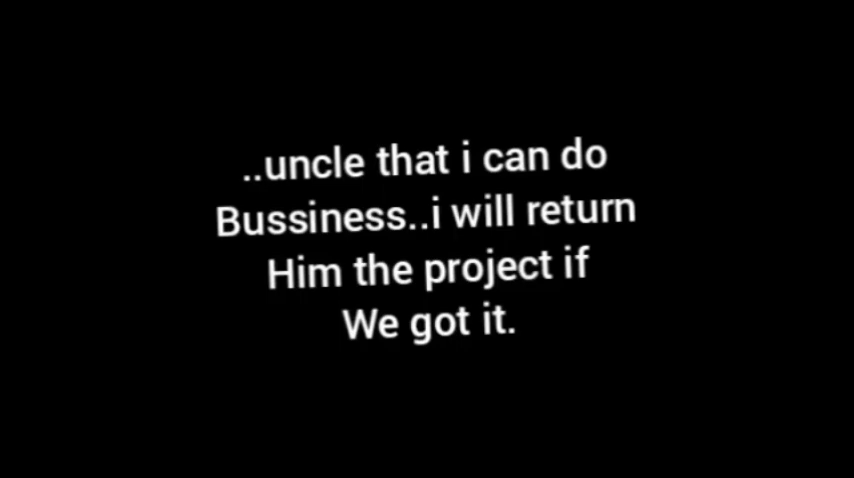 ..uncle that i can do
Bussiness..i will return
Him the project if
We got it.